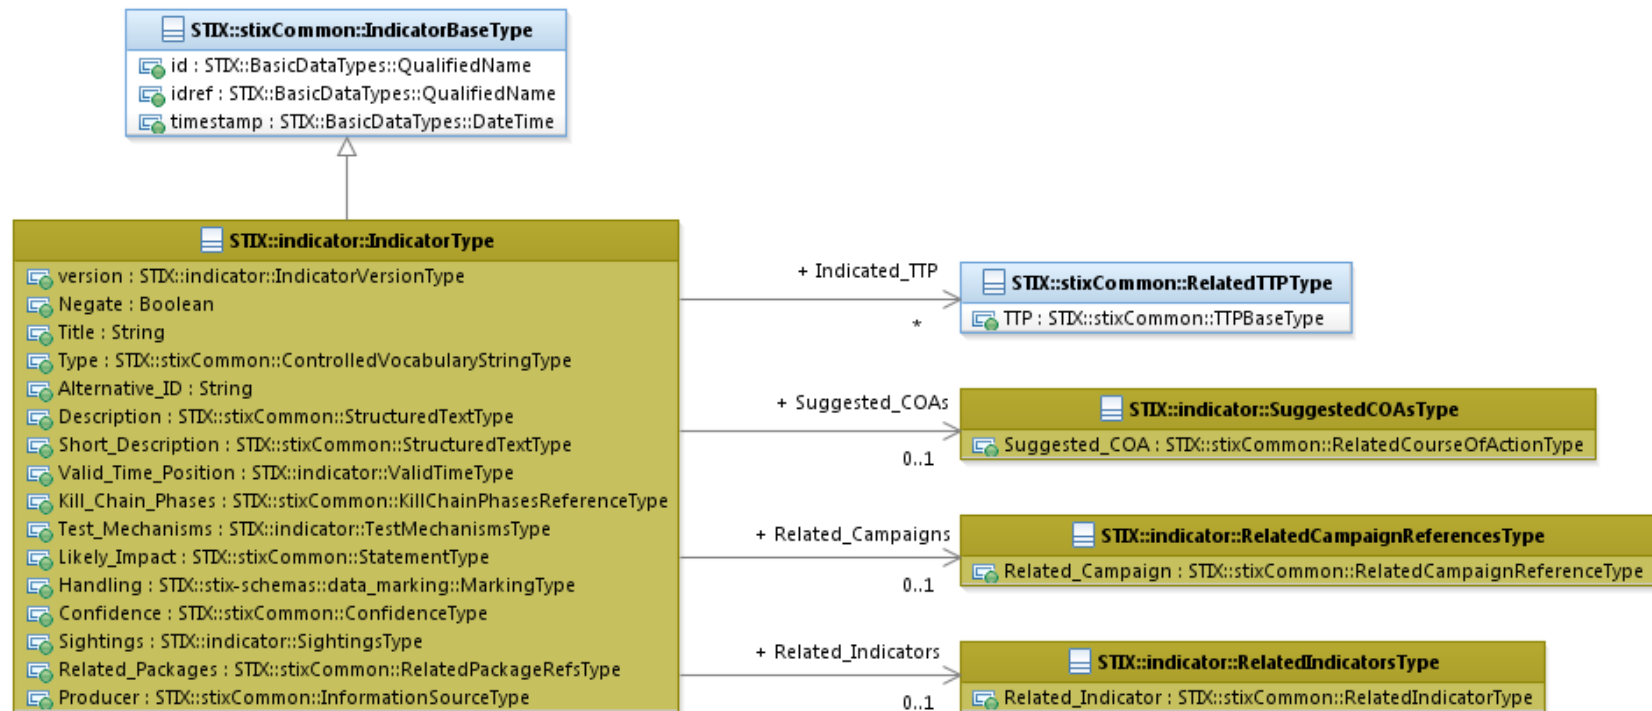 STIX::stixCommon::IndicatorBaseType
id : STIX::BasicDataTypes::QualifiedName
idref : STIX::BasicDataTypes::QualifiedName
timestamp : STIX::BasicDataTypes::DateTime
STIX::indicator::IndicatorType
version : STIX::indicator::IndicatorVersionType
Negate : Boolean
Title : String
Type : STIX::stixCommon::ControlledVocabularyStringType
Alternative_ID : String
Description : STIX::stixCommon::StructuredTextType
Short_Description : STIX::stixCommon::StructuredTextType
Valid_Time_Position : STIX::indicator::ValidTimeType
Kill_Chain_Phases : STIX::stixCommon::KillChainPhasesReferenceType
Test_Mechanisms : STIX::indicator::TestMechanismsType
Likely_Impact : STIX::stixCommon::StatementType
Handling : STIX::stix-schemas::data_marking::MarkingType
Confidence : STIX::stixCommon::ConfidenceType
Sightings : STIX::indicator::SightingsType
Related_Packages : STIX::stixCommon::RelatedPackageRefsType
Producer : STIX::stixCommon::InformationSourceType
+ Indicated_TTP
*
STIX::stixCommon::RelatedTTPType
TTP : STIX::stixCommon::TTPBaseType
+ Suggested_COAs
0..1
STIX::indicator::SuggestedCOAsType
Suggested_COA : STIX::stixCommon::RelatedCourseOfActionType
+ Related_Campaigns
0..1
STIX::indicator::RelatedCampaignReferencesType
Related_Campaign : STIX::stixCommon::RelatedCampaignReferenceType
+ Related_Indicators
0..1
STIX::indicator::RelatedIndicatorsType
Related_Indicator : STIX::stixCommon::RelatedIndicatorType